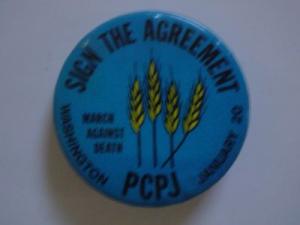 SIGN THE AGREEMENT
MARCH
AGAINST
DEATH
WASHINGTON
JANUARY 20
PCPJ